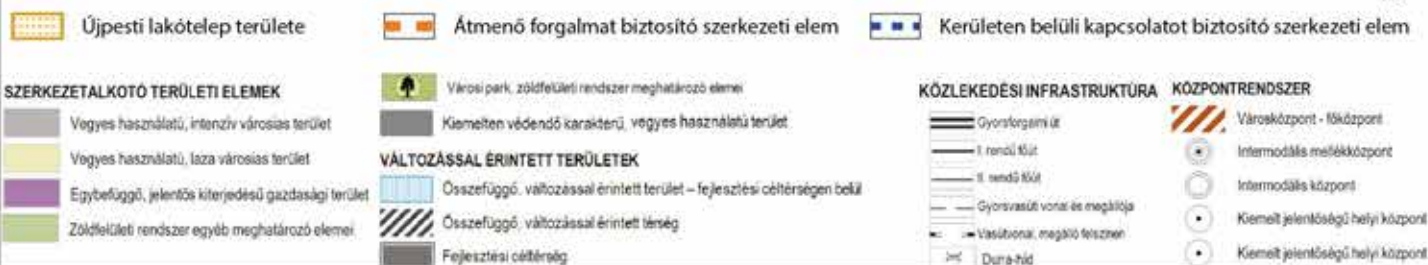 Újpesti lakótelep területe
Átmenő forgalmat biztosító szerkezeti elem
Kerületen belüli kapcsolatot biztosító szerkezeti elem
SZERKEZETALKOTÓ TERÜLETI ELEMEK
Vegyes használatú, intenzív városias terület
Vegyes használatú, laza városias terület
Egybefüggő, jelentős kiterjedésű gazdasági terület
Zöldfelületi rendszer egyéb meghatározó elemei
Városi park, zöldfelületi rendszer meghatározó elemei
Kiemelten védendő karakterű, vegyes használatú terület
VÁLTOZÁSSAL ÉRINTETT TERÜLETEK
Összefüggő, változással érintett terület – fejlesztési céltérségen belül
Összefüggő, változással érintett térség
Fejlesztési céltérség
KÖZLEKEDÉSI INFRASTRUKTÚRA
Gyorsforgalmi út
I. rendű főút
II. rendű főút
Gyorsvasúti vonal és megállója
Vasútvonal, megálló felszínen
Duna-híd
KÖZPONTRENDSZER
Városközpont - főközpont
Intermodális mellékközpont
Intermodális központ
Kiemelt jelentőségű helyi központ
Kiemelt jelentőségű helyi központ